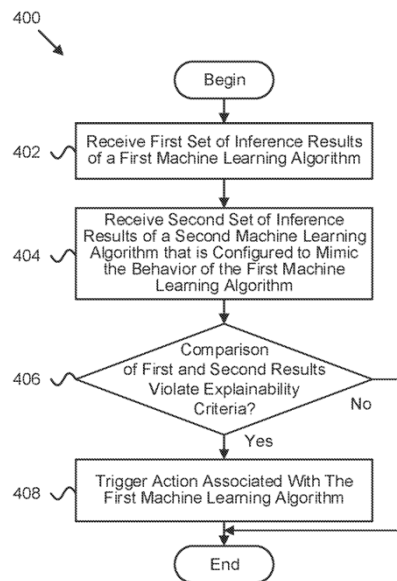 400
Begin
402
Receive First Set of Inference Results
of a First Machine Learning Algorithm
404
Receive Second Set of Inference
Results of a Second Machine Learning
Algorithm that is Configured to Mimic
the Behavior of the First Machine
Learning Algorithm
406
Comparison
of First and Second Results
Violate Explainability
Criteria?
No
Yes
408
Trigger Action Associated With The
First Machine Learning Algorithm
End